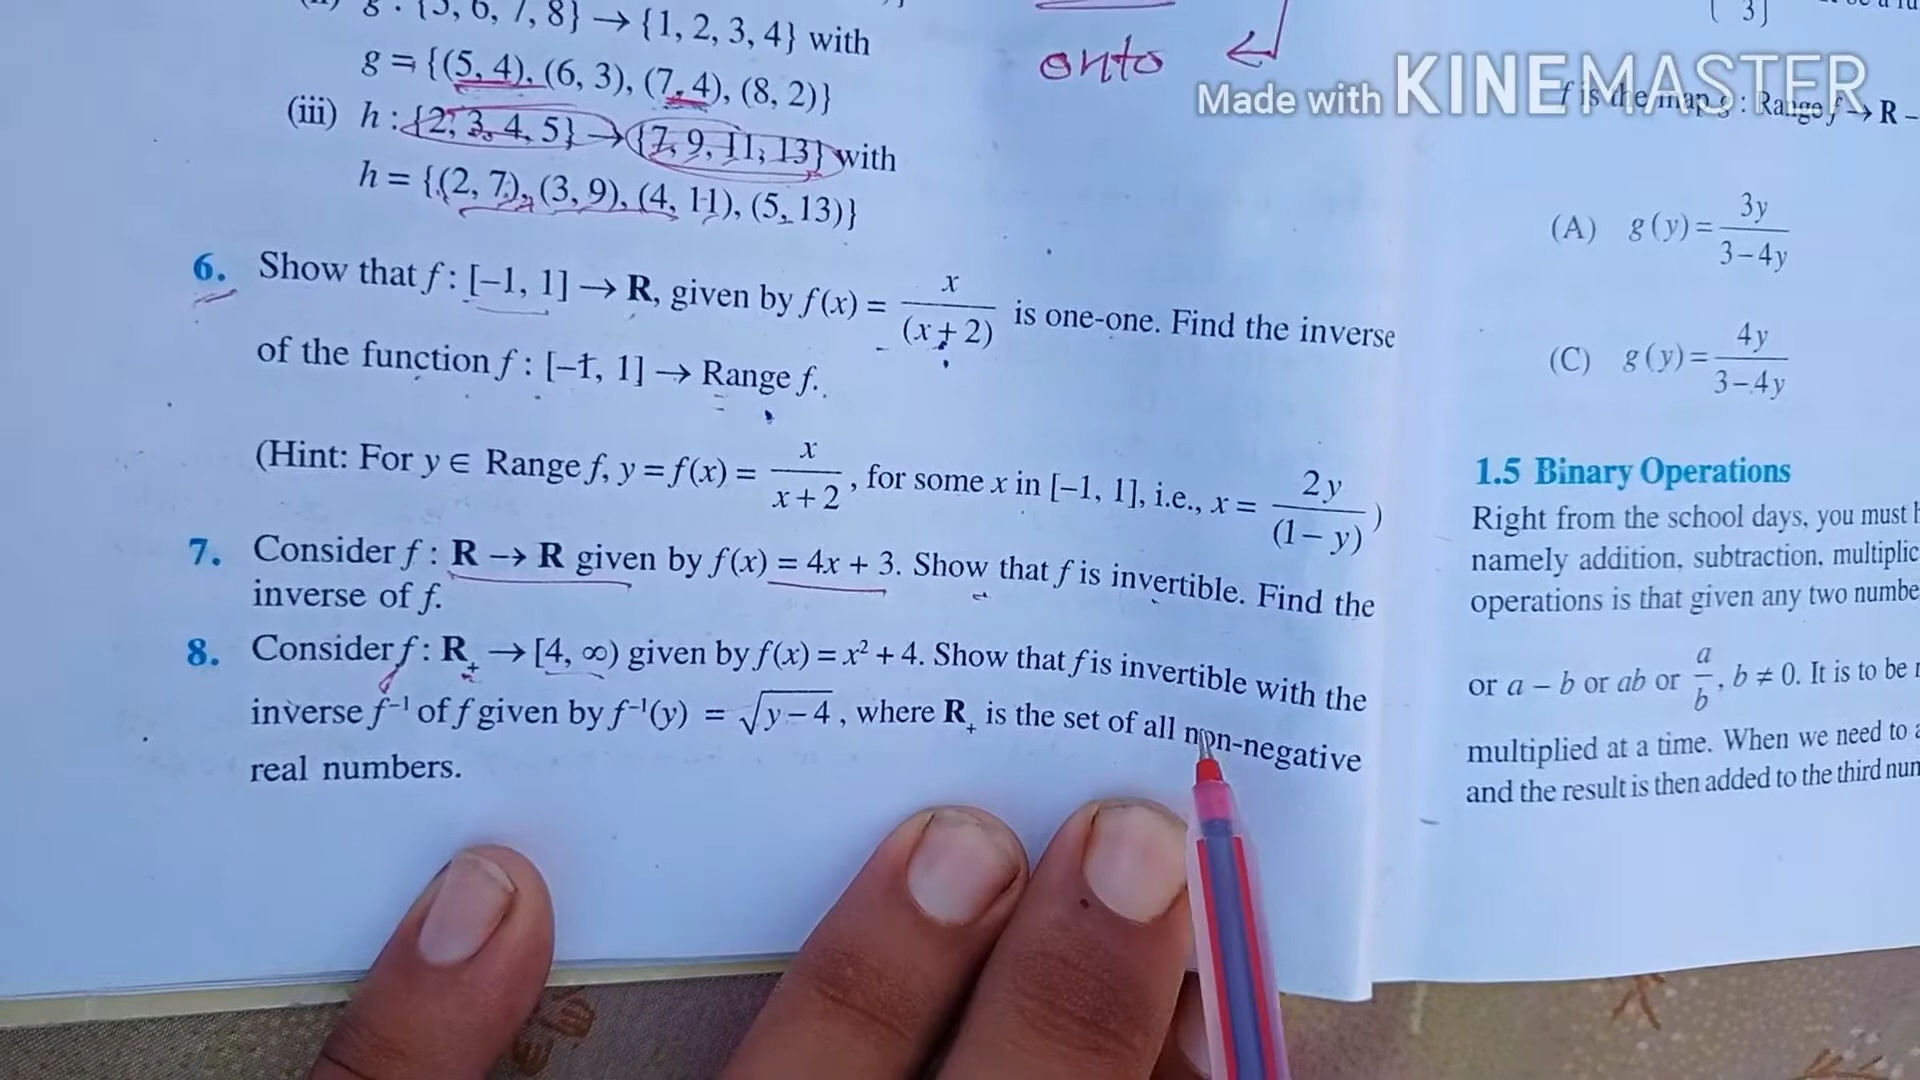 g : {5, 6, 7, 8} → {1, 2, 3, 4} with
g = {(5, 4), (6, 3), (7, 4), (8, 2)}
(iii) h : {2, 3, 4, 5} → {7, 9, 11, 13} with
h = {(2, 7), (3, 9), (4, 11), (5, 13)}
onto
Made with KINEMASTER
6. Show that f : [–1, 1] → R, given by f(x) = x/(x + 2) is one-one. Find the inverse
of the function f : [–1, 1] → Range f.
(Hint: For y ∈ Range f, y = f(x) = x/x + 2, for some x in [–1, 1], i.e., x = 2y/(1 – y))
7. Consider f : R → R given by f(x) = 4x + 3. Show that f is invertible. Find the
inverse of f.
8. Consider f : R₊ → [4, ∞) given by f(x) = x² + 4. Show that f is invertible with the
inverse f⁻¹ of f given by f⁻¹(y) = √y – 4, where R₊ is the set of all non-negative
real numbers.
3
f is the map g : Range f → R –
(A) g(y) = 3y/3 – 4y
(C) g(y) = 4y/3 – 4y
1.5 Binary Operations
Right from the school days, you must
namely addition, subtraction,
operations is that given any two
or a – b or ab or a/b, b ≠ 0. It is to be
multiplied at a time. When we need to
and the result is then added to the third